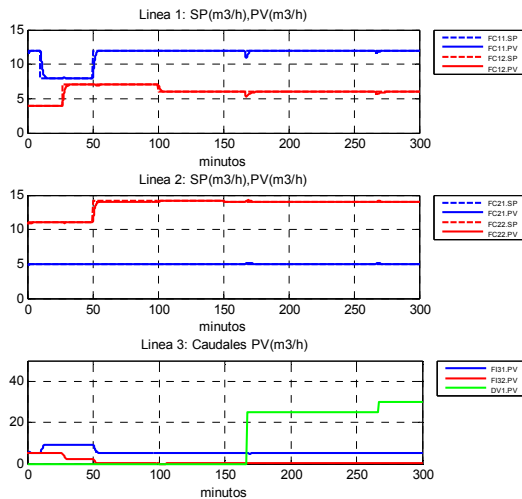 Linea 1: SP(m3/h),PV(m3/h)
15
10
5
0
0 50 100 150 200 250 300
minutos
FC11.SP
FC11.PV
FC12.SP
FC12.PV
Linea 2: SP(m3/h),PV(m3/h)
15
10
5
0
0 50 100 150 200 250 300
minutos
FC21.SP
FC21.PV
FC22.SP
FC22.PV
Linea 3: Caudales PV(m3/h)
40
20
0
0 50 100 150 200 250 300
minutos
FI31.PV
FI32.PV
DV1.PV